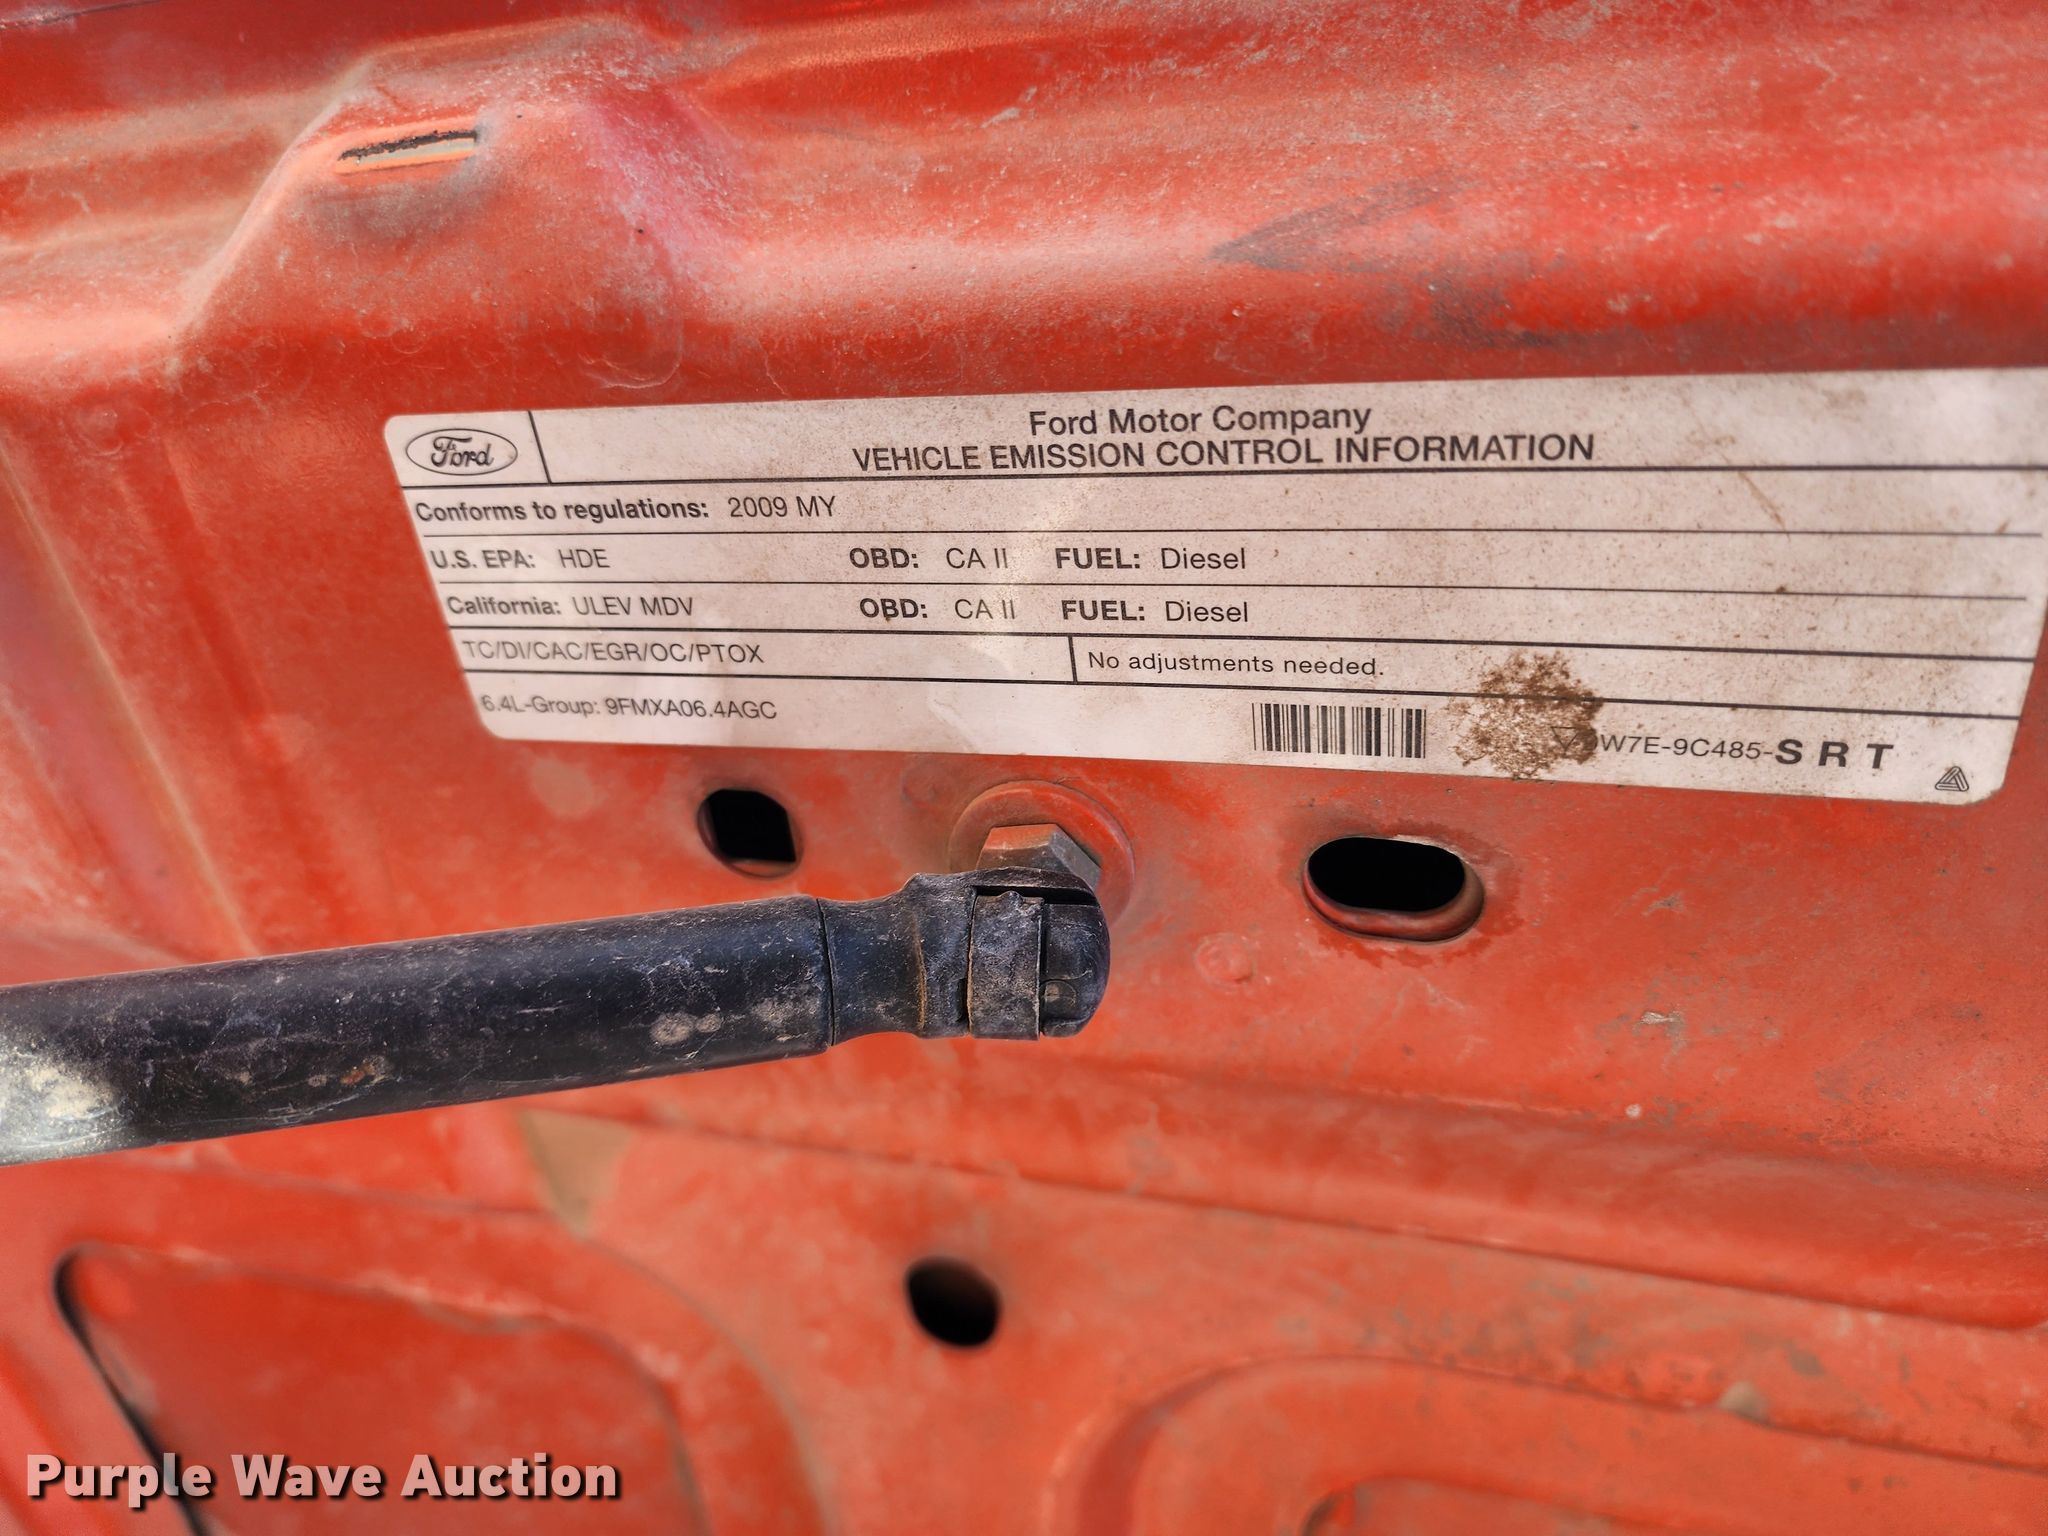 Ford
Ford Motor Company
VEHICLE EMISSION CONTROL INFORMATION
Conforms to regulations: 2009 MY
U.S. EPA: HDE OBD: CA II FUEL: Diesel
California: ULEV MDV OBD: CA II FUEL: Diesel
TC/DI/CAC/EGR/OC/PTOX No adjustments needed.
6.4L-Group: 9FMXA06.4AGC
W7E-9C485-SRT
Purple Wave Auction